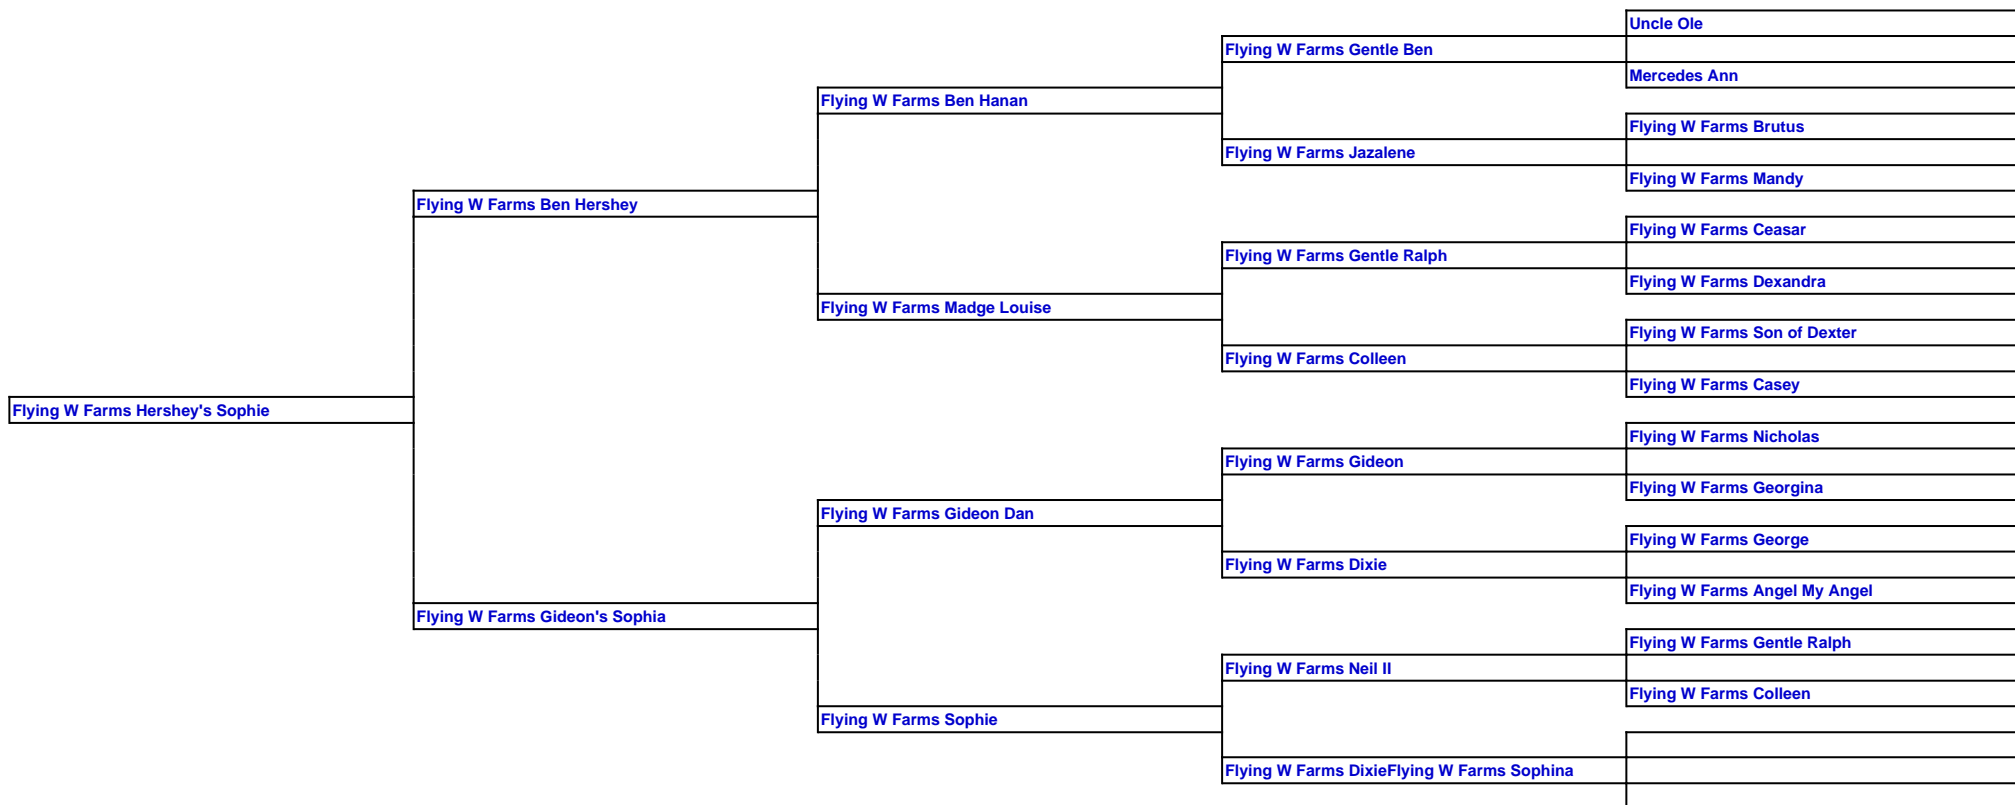 Uncle Ole
Flying W Farms Gentle Ben
Mercedes Ann
Flying W Farms Ben Hanan
Flying W Farms Brutus
Flying W Farms Jazalene
Flying W Farms Mandy
Flying W Farms Ben Hershey
Flying W Farms Ceasar
Flying W Farms Gentle Ralph
Flying W Farms Dexandra
Flying W Farms Madge Louise
Flying W Farms Son of Dexter
Flying W Farms Colleen
Flying W Farms Casey
Flying W Farms Hershey's Sophie
Flying W Farms Nicholas
Flying W Farms Gideon
Flying W Farms Georgina
Flying W Farms Gideon Dan
Flying W Farms George
Flying W Farms Dixie
Flying W Farms Angel My Angel
Flying W Farms Gideon's Sophia
Flying W Farms Gentle Ralph
Flying W Farms Neil II
Flying W Farms Colleen
Flying W Farms Sophie
Flying W Farms DixieFlying W Farms Sophina